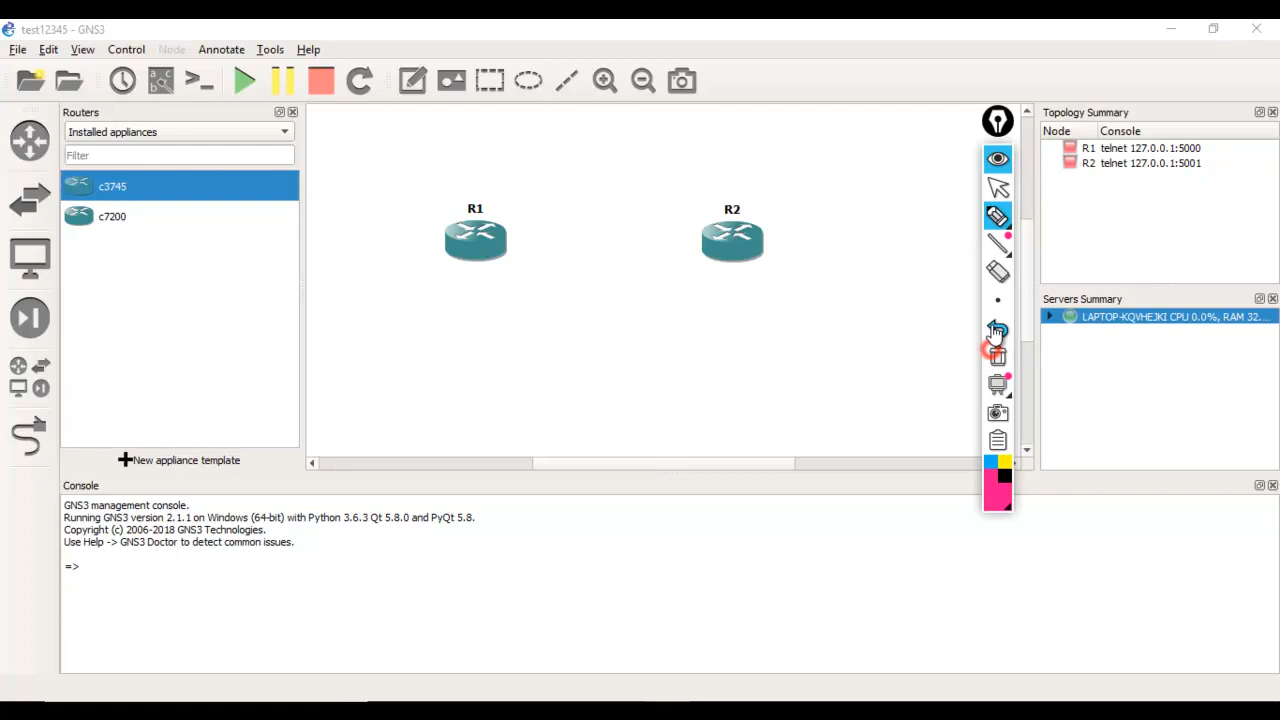 test12345 - GNS3
File Edit View Control Node Annotate Tools Help
Routers
Installed appliances
Filter
c3745
c7200
New appliance template
R1
R2
Topology Summary
Node Console
R1 telnet 127.0.0.1:5000
R2 telnet 127.0.0.1:5001
Servers Summary
LAPTOP-KQVHEJKI CPU 0.0%, RAM 32....
Console
GNS3 management console.
Running GNS3 version 2.1.1 on Windows (64-bit) with Python 3.6.3 Qt 5.8.0 and PyQt 5.8.
Copyright (c) 2006-2018 GNS3 Technologies.
Use Help -> GNS3 Doctor to detect common issues.
=>